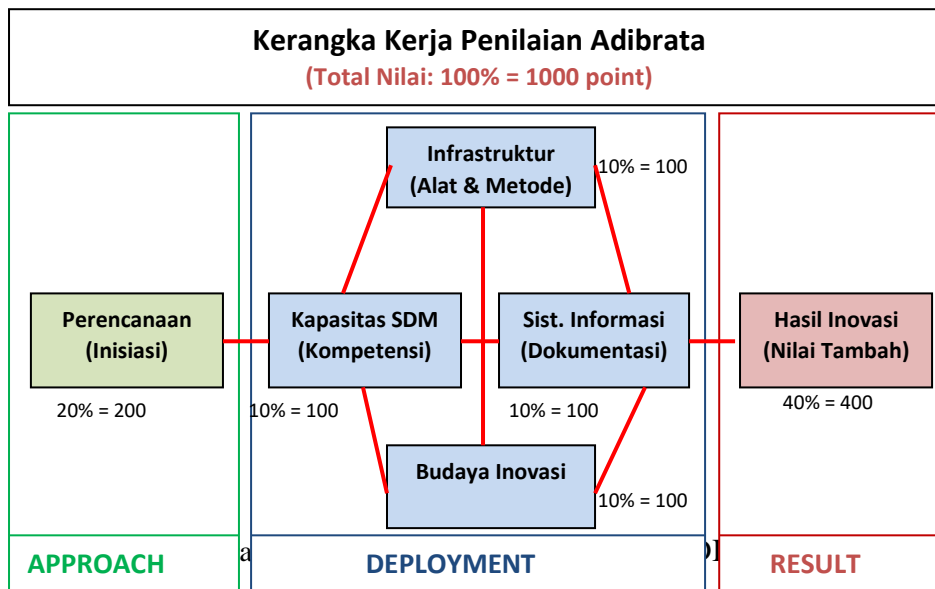 Kerangka Kerja Penilaian Adibrata
(Total Nilai: 100% = 1000 point)
Infrastruktur
(Alat & Metode)
10% = 100
Perencanaan
(Inisiasi)
20% = 200
Kapasitas SDM
(Kompetensi)
10% = 100
Sist. Informasi
(Dokumentasi)
10% = 100
Hasil Inovasi
(Nilai Tambah)
40% = 400
Budaya Inovasi
10% = 100
APPROACH
a
DEPLOYMENT
RESULT